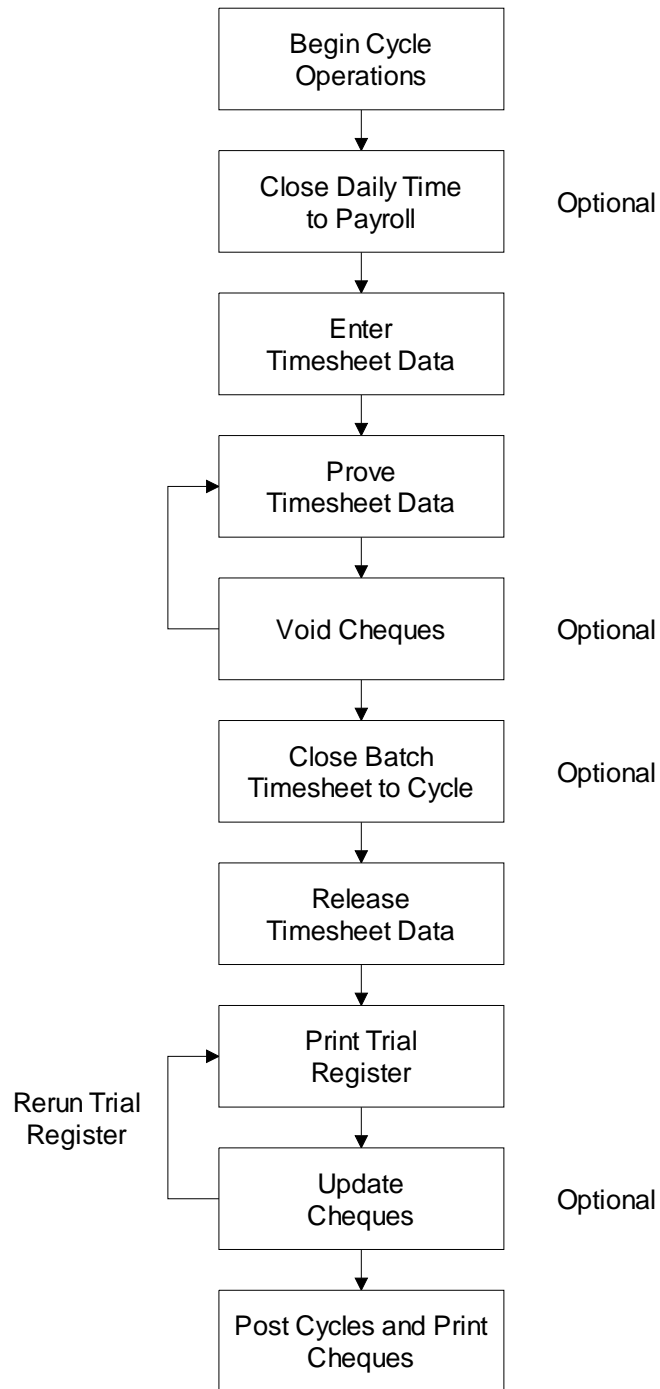 Begin Cycle
Operations
Close Daily Time
to Payroll
Optional
Enter
Timesheet Data
Prove
Timesheet Data
Void Cheques
Optional
Close Batch
Timesheet to Cycle
Optional
Release
Timesheet Data
Print Trial
Register
Rerun Trial
Register
Update
Cheques
Optional
Post Cycles and Print
Cheques